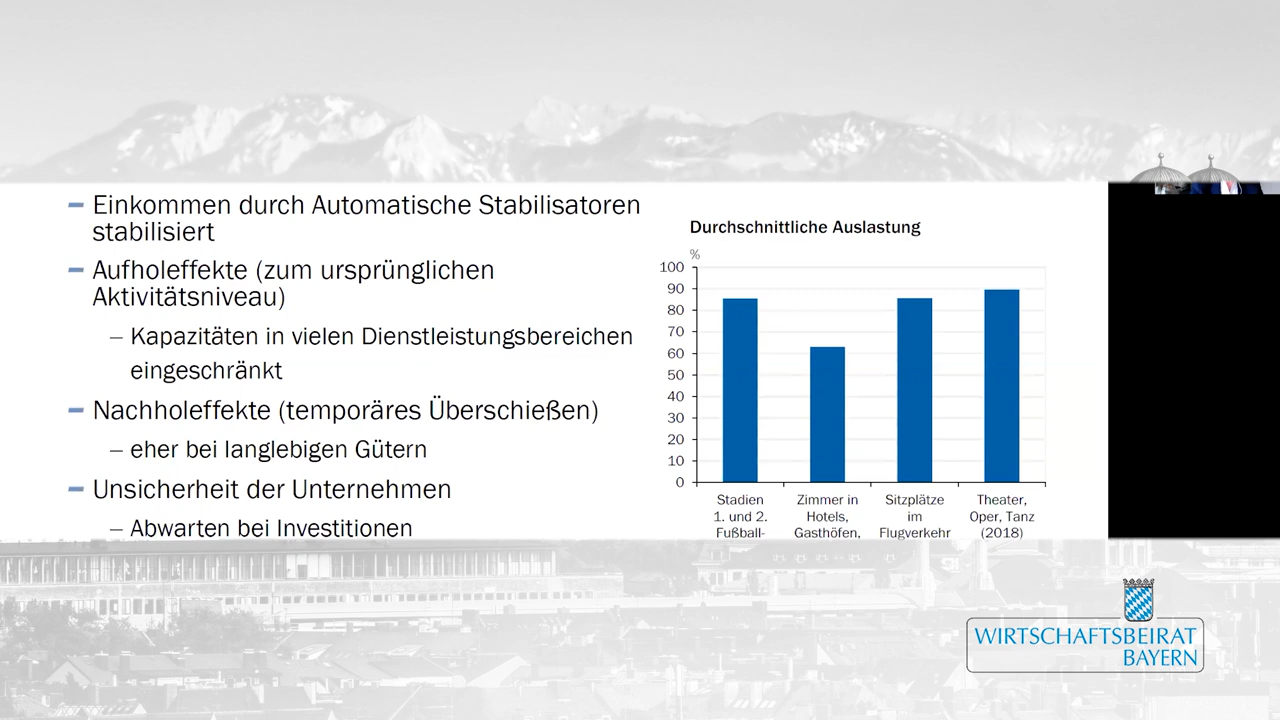 Einkommen durch Automatische Stabilisatoren
stabilisiert
Aufholeffekte (zum ursprünglichen
Aktivitätsniveau)
– Kapazitäten in vielen Dienstleistungsbereichen
eingeschränkt
Nachholeffekte (temporäres Überschießen)
– eher bei langlebigen Gütern
Unsicherheit der Unternehmen
– Abwarten bei Investitionen
Durchschnittliche Auslastung
%
100
90
80
70
60
50
40
30
20
10
0
Stadien
1. und 2.
Fußball-
Zimmer in
Hotels,
Gasthöfen,
Sitzplätze
im
Flugverkehr
Theater,
Oper, Tanz
(2018)
WIRTSCHAFTSBEIRAT
BAYERN